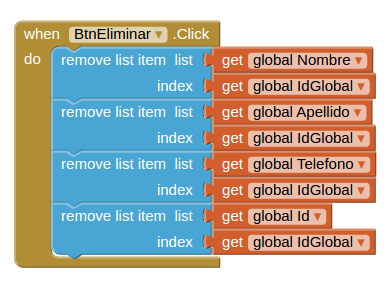 when BtnEliminar .Click
do remove list item list get global Nombre
index get global IdGlobal
remove list item list get global Apellido
index get global IdGlobal
remove list item list get global Telefono
index get global IdGlobal
remove list item list get global Id
index get global IdGlobal